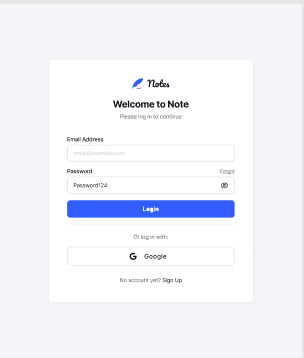 Notes
Welcome to Note
Please log in to continue
Email Address
email@example.com
Password Forgot
Password124
Login
Or log in with:
Google
No account yet? Sign Up